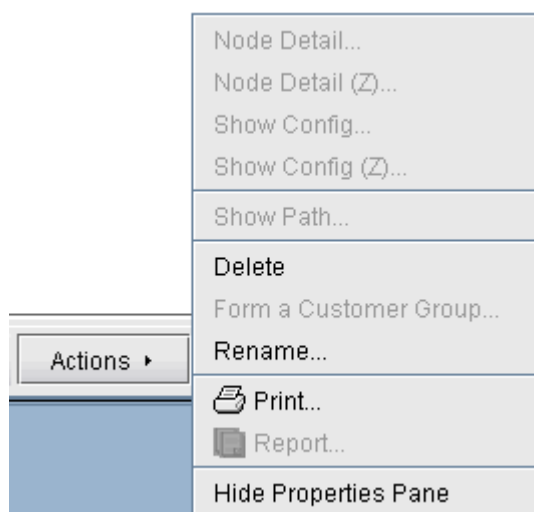 Node Detail...
Node Detail (Z)...
Show Config...
Show Config (Z)...
Show Path...
Delete
Form a Customer Group...
Rename...
Actions
Print...
Report...
Hide Properties Pane